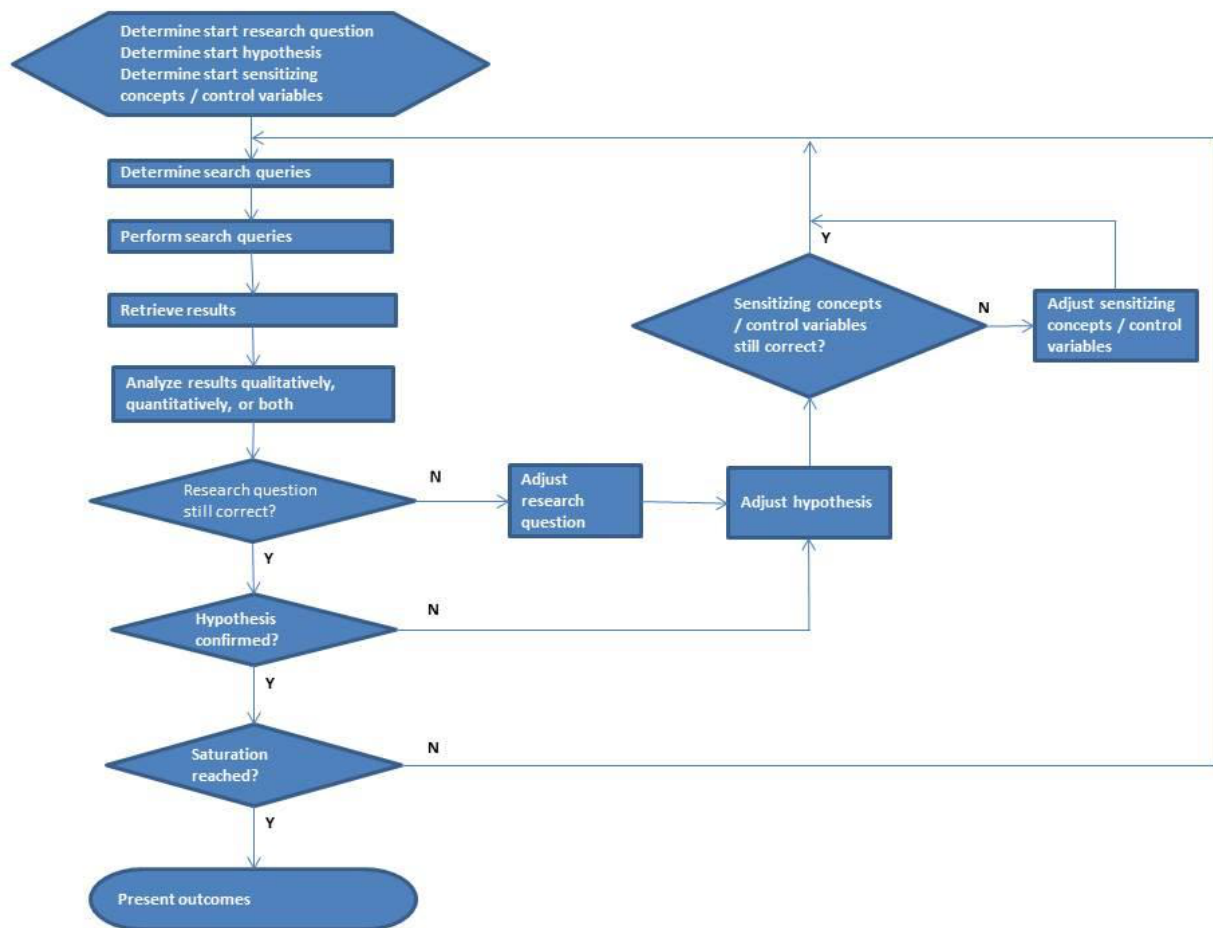 Determine start research question
Determine start hypothesis
Determine start sensitizing
concepts / control variables
Determine search queries
Perform search queries
Retrieve results
Analyze results qualitatively,
quantitatively, or both
Research question
still correct?
N
Adjust
research
question
Adjust hypothesis
Sensitizing concepts
/ control variables
still correct?
Y
N
Adjust sensitizing
concepts / control
variables
Y
Hypothesis
confirmed?
N
Y
Saturation
reached?
N
Y
Present outcomes